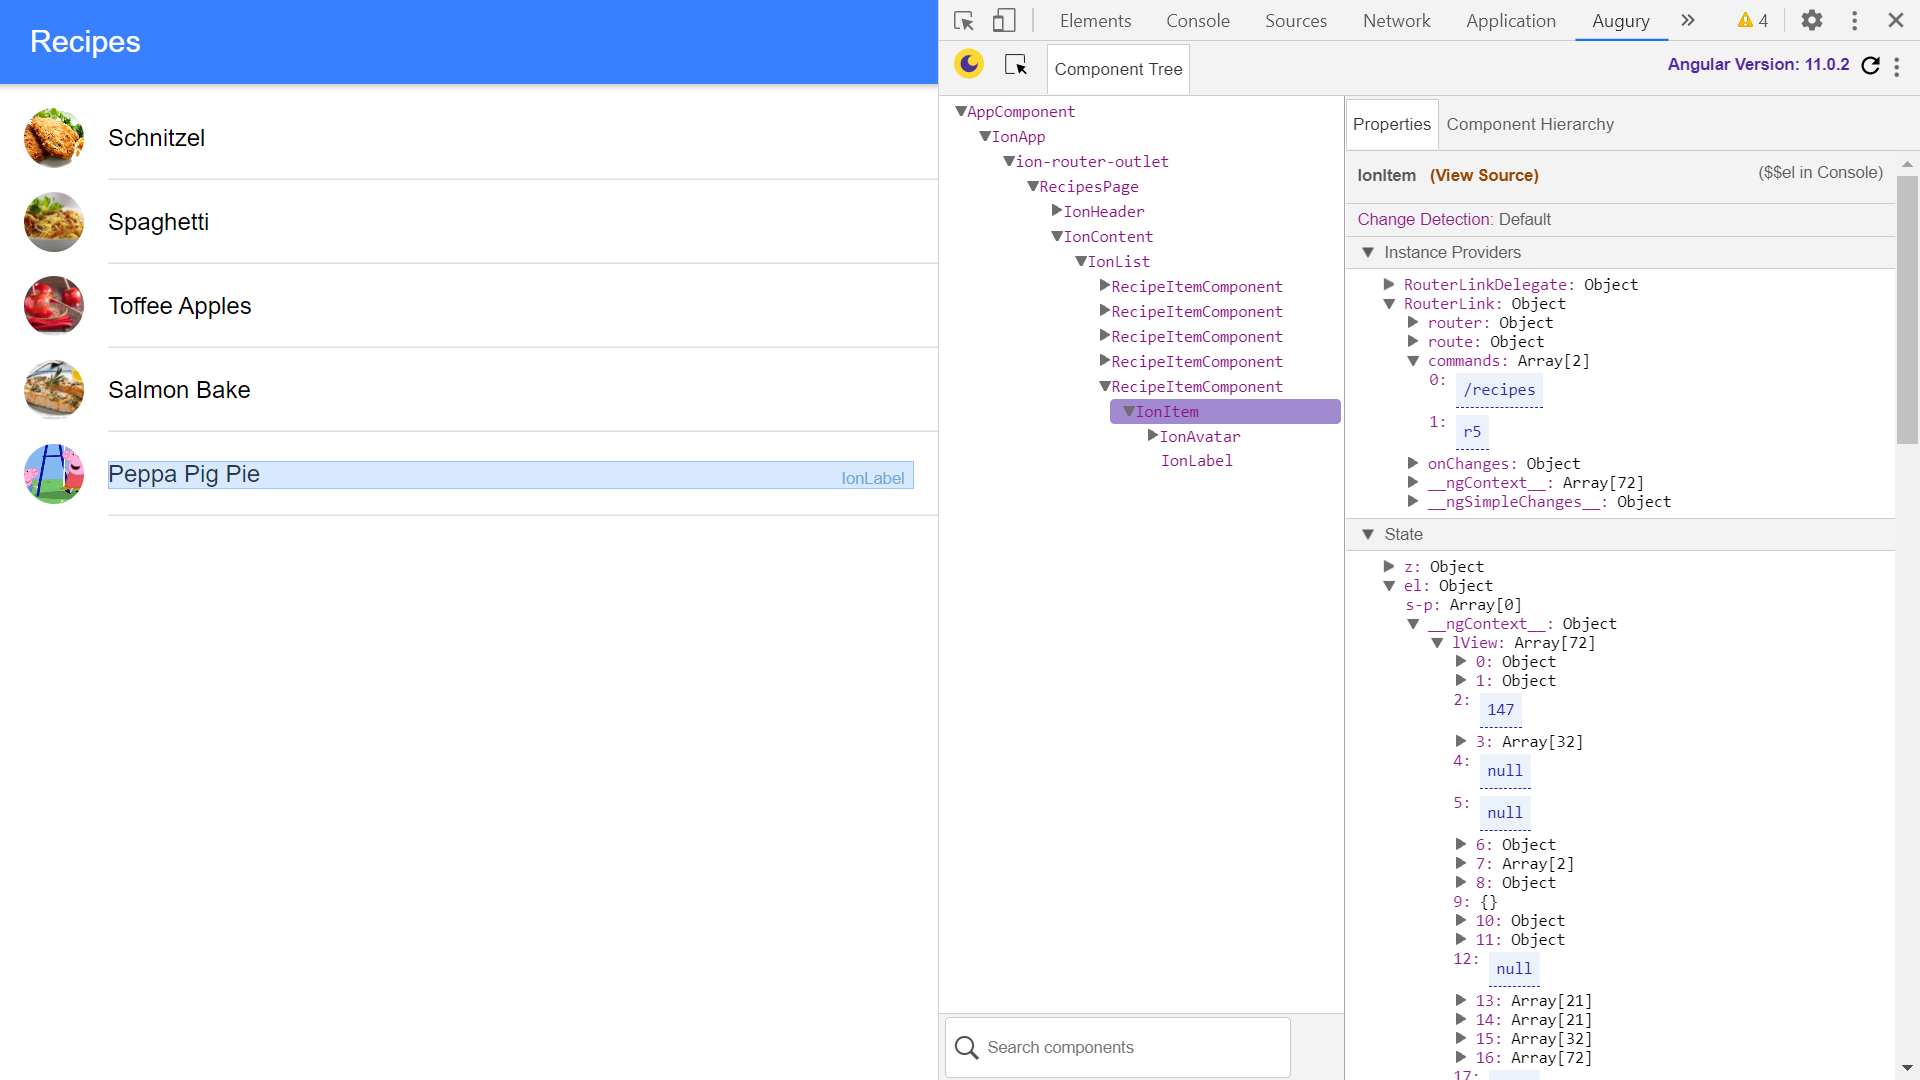 Recipes
Schnitzel
Spaghetti
Toffee Apples
Salmon Bake
Peppa Pig Pie
IonLabel
Elements Console Sources Network Application Augury » 4
Component Tree
Angular Version: 11.0.2
AppComponent
IonApp
ion-router-outlet
RecipesPage
IonHeader
IonContent
IonList
RecipeItemComponent
RecipeItemComponent
RecipeItemComponent
RecipeItemComponent
RecipeItemComponent
IonItem
IonAvatar
IonLabel
Search components
Properties Component Hierarchy
IonItem (View Source) ($$el in Console)
Change Detection: Default
Instance Providers
RouterLinkDelegate: Object
RouterLink: Object
router: Object
route: Object
commands: Array[2]
0: /recipes
1: r5
onChanges: Object
__ngContext__: Array[72]
__ngSimpleChanges__: Object
State
z: Object
el: Object
s-p: Array[0]
__ngContext__: Object
lView: Array[72]
0: Object
1: Object
2: 147
3: Array[32]
4: null
5: null
6: Object
7: Array[2]
8: Object
9: {}
10: Object
11: Object
12: null
13: Array[21]
14: Array[21]
15: Array[32]
16: Array[72]
17: